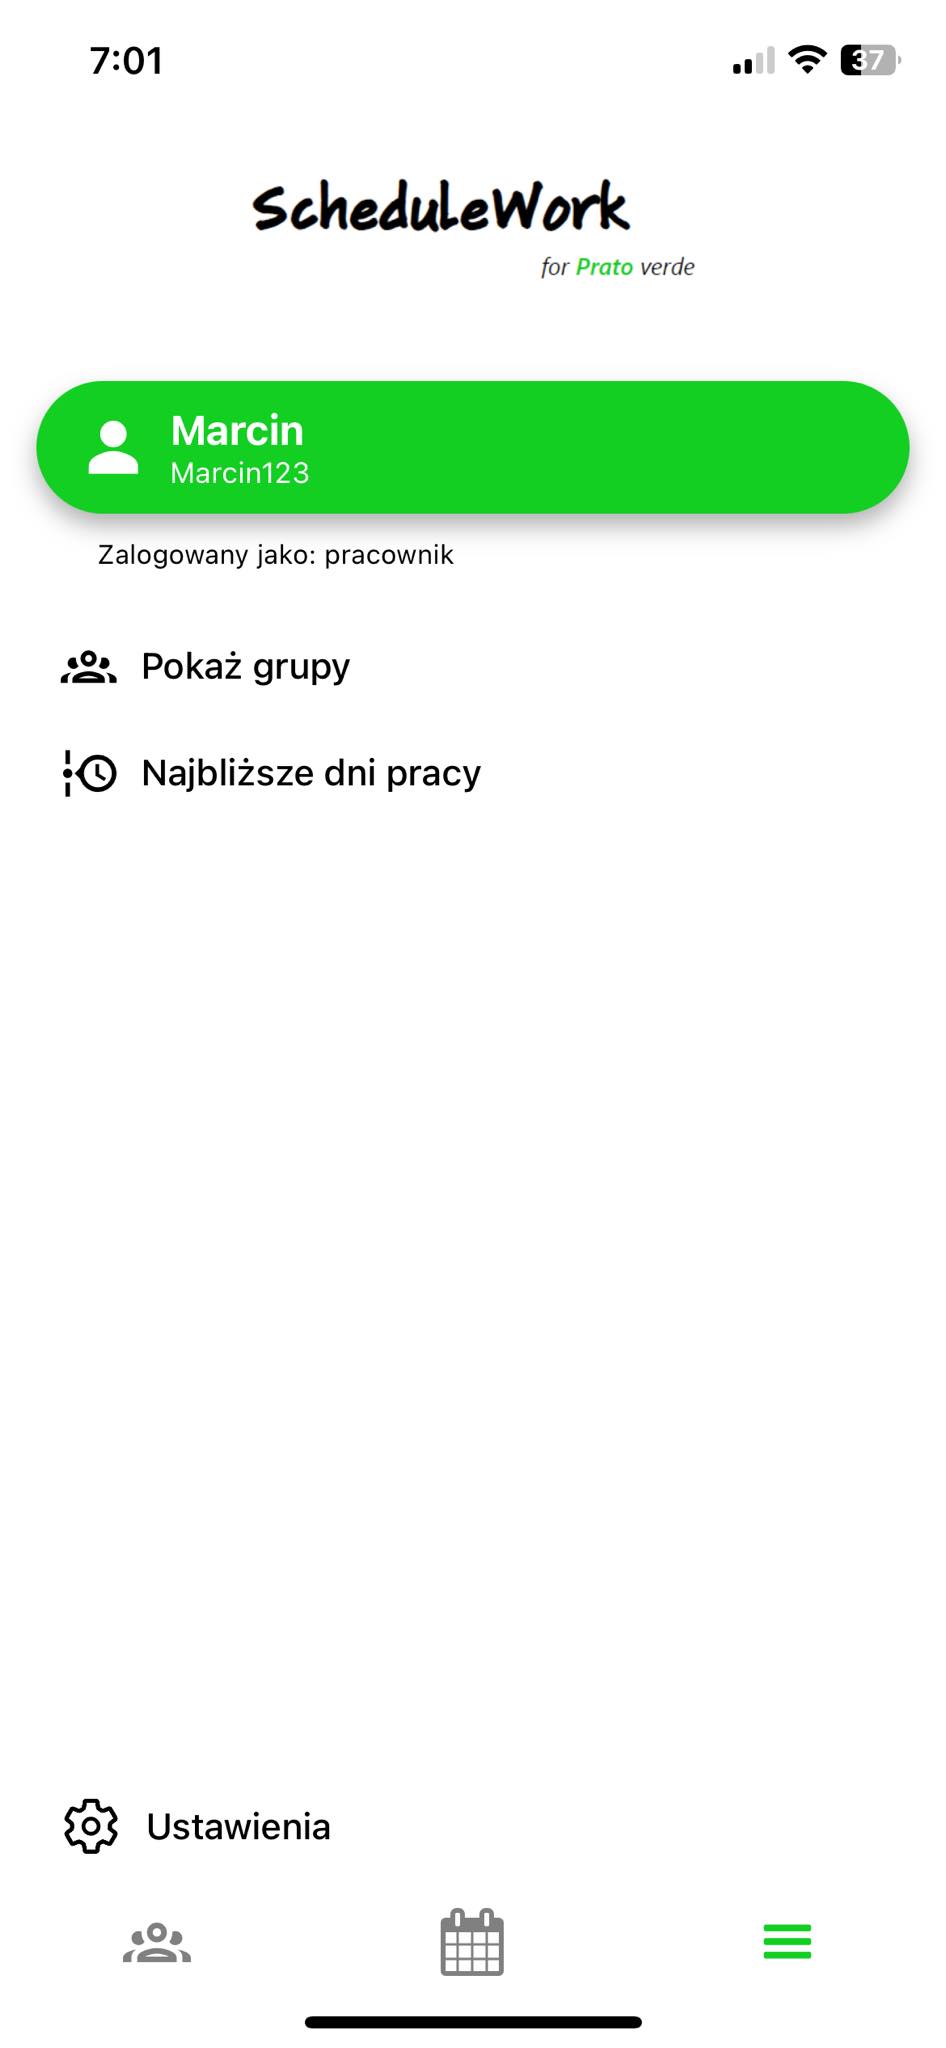 7:01
37
ScheduleWork
for Prato verde
Marcin
Marcin123
Zalogowany jako: pracownik
Pokaż grupy
Najbliższe dni pracy
Ustawienia